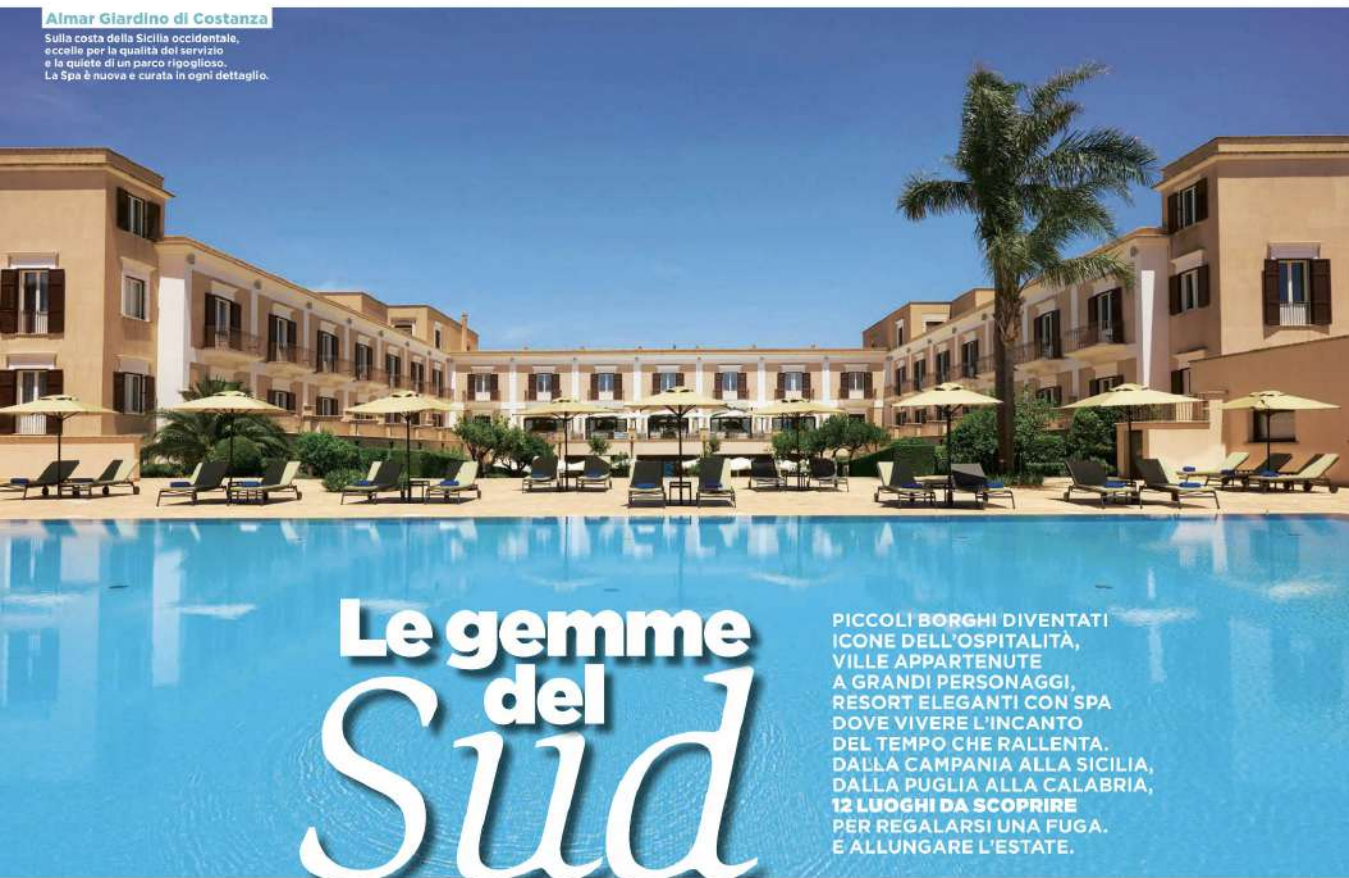 Almar Giardino di Costanza
Sulla costa della Sicilia occidentale,
eccelle per la qualità del servizio
e la quiete di un parco rigoglioso.
La Spa è nuova e curata in ogni dettaglio.
Le gemme
del
Sud
PICCOLI BORGHI DIVENTATI
ICONE DELL'OSPITALITÀ,
VILLE APPARTENUTE
A GRANDI PERSONAGGI,
RESORT ELEGANTI CON SPA
DOVE VIVERE L'INCANTO
DEL TEMPO CHE RALLENTA.
DALLA CAMPANIA ALLA SICILIA,
DALLA PUGLIA ALLA CALABRIA,
12 LUOGHI DA SCOPRIRE
PER REGALARSI UNA FUGA.
E ALLUNGARE L'ESTATE.